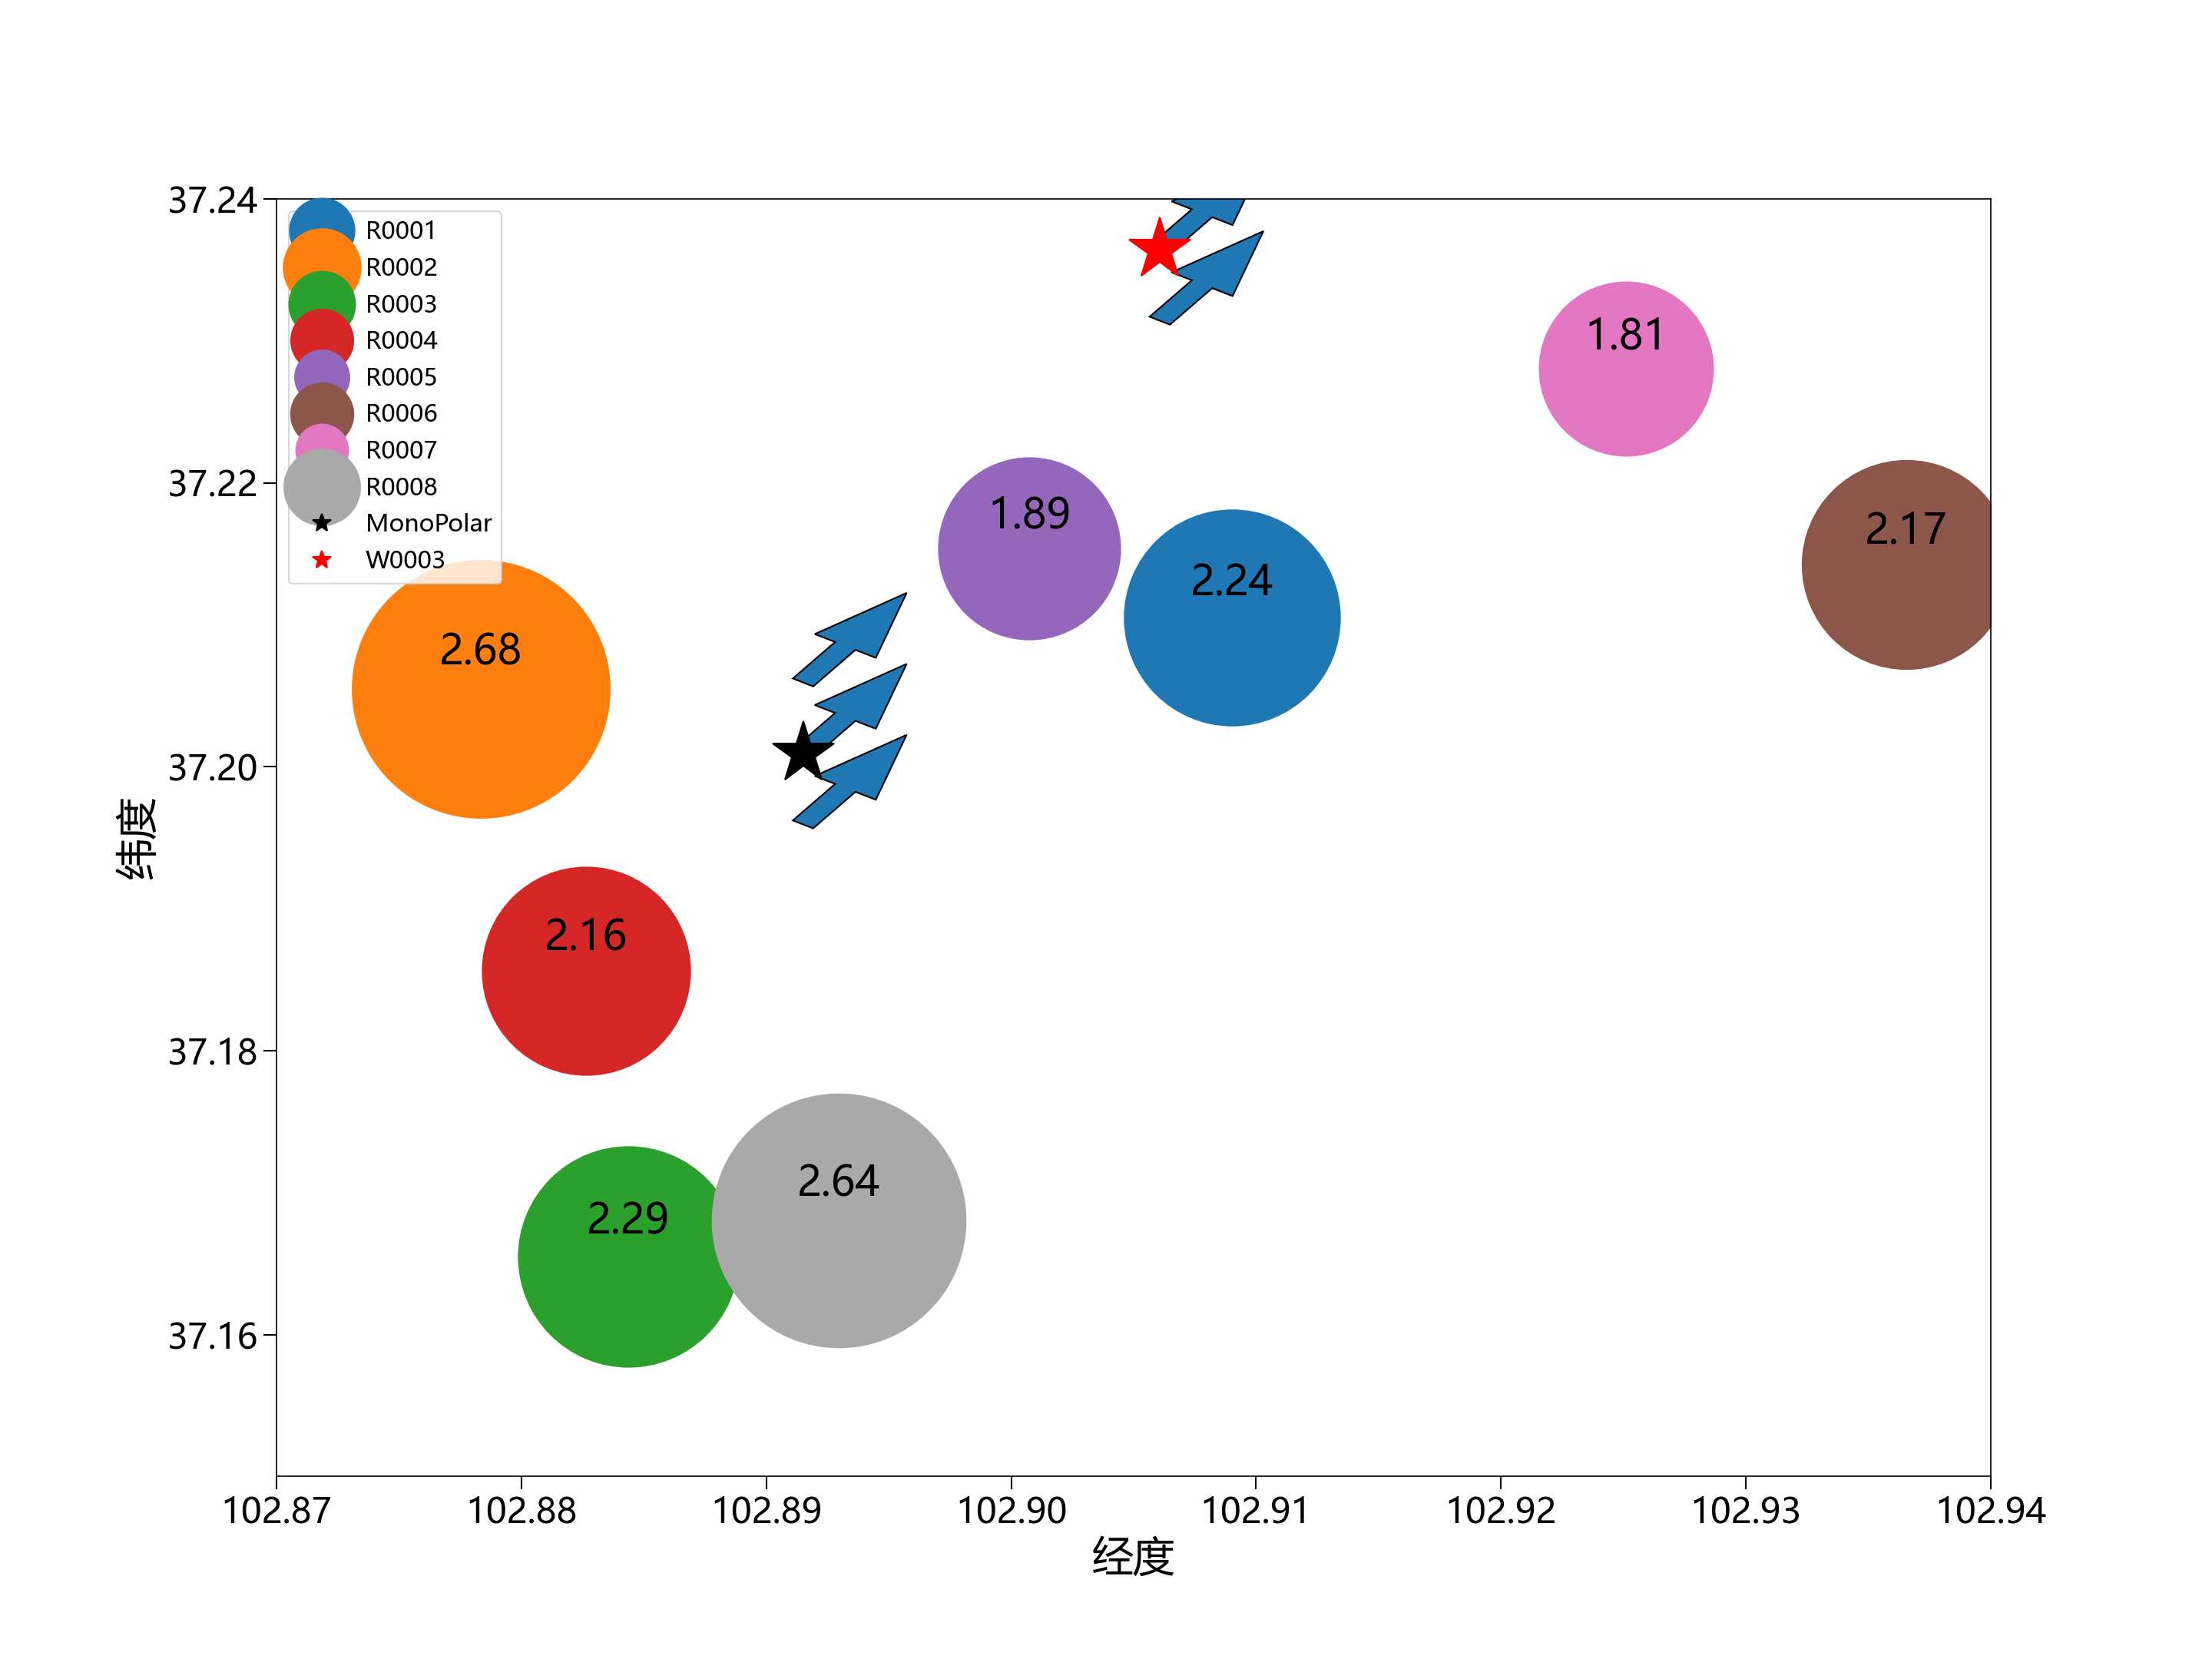 37.24
37.22
37.20
37.18
37.16
纬度
R0001
R0002
R0003
R0004
R0005
R0006
R0007
R0008
MonoPolar
W0003
1.81
1.89
2.17
2.24
2.68
2.16
2.64
2.29
102.87 102.88 102.89 102.90 102.91 102.92 102.93 102.94
经度